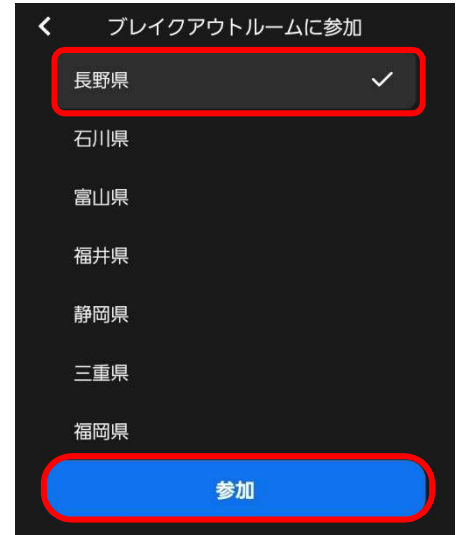 ブレイクアウトルームに参加
長野県
石川県
富山県
福井県
静岡県
三重県
福岡県
参加